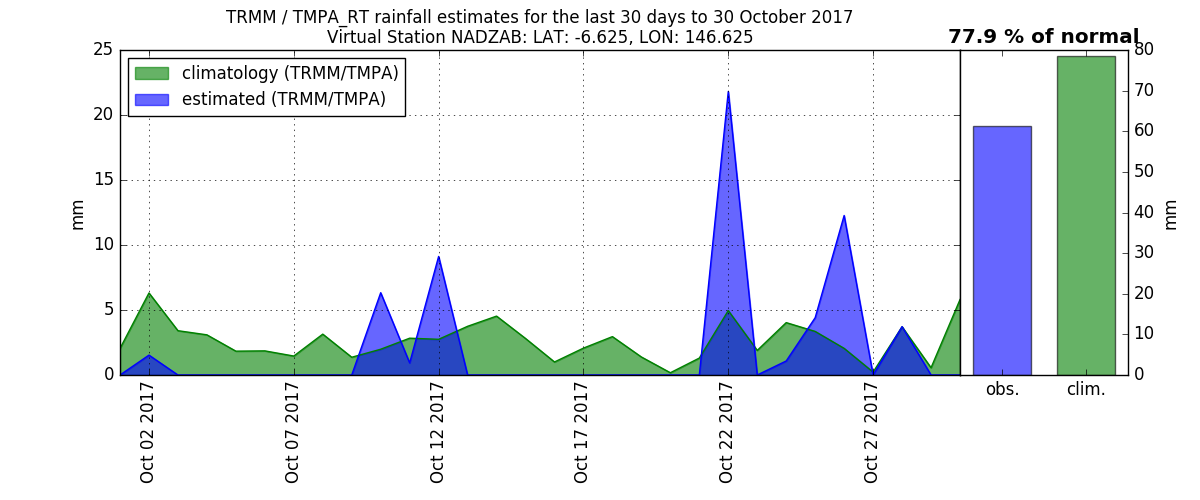 TRMM / TMPA_RT rainfall estimates for the last 30 days to 30 October 2017
Virtual Station NADZAB: LAT: -6.625, LON: 146.625
77.9 % of normal
climatology (TRMM/TMPA)
estimated (TRMM/TMPA)
25
20
15
10
5
0
mm
Oct 02 2017
Oct 07 2017
Oct 12 2017
Oct 17 2017
Oct 22 2017
Oct 27 2017
obs.
clim.
80
70
60
50
40
30
20
10
0
mm